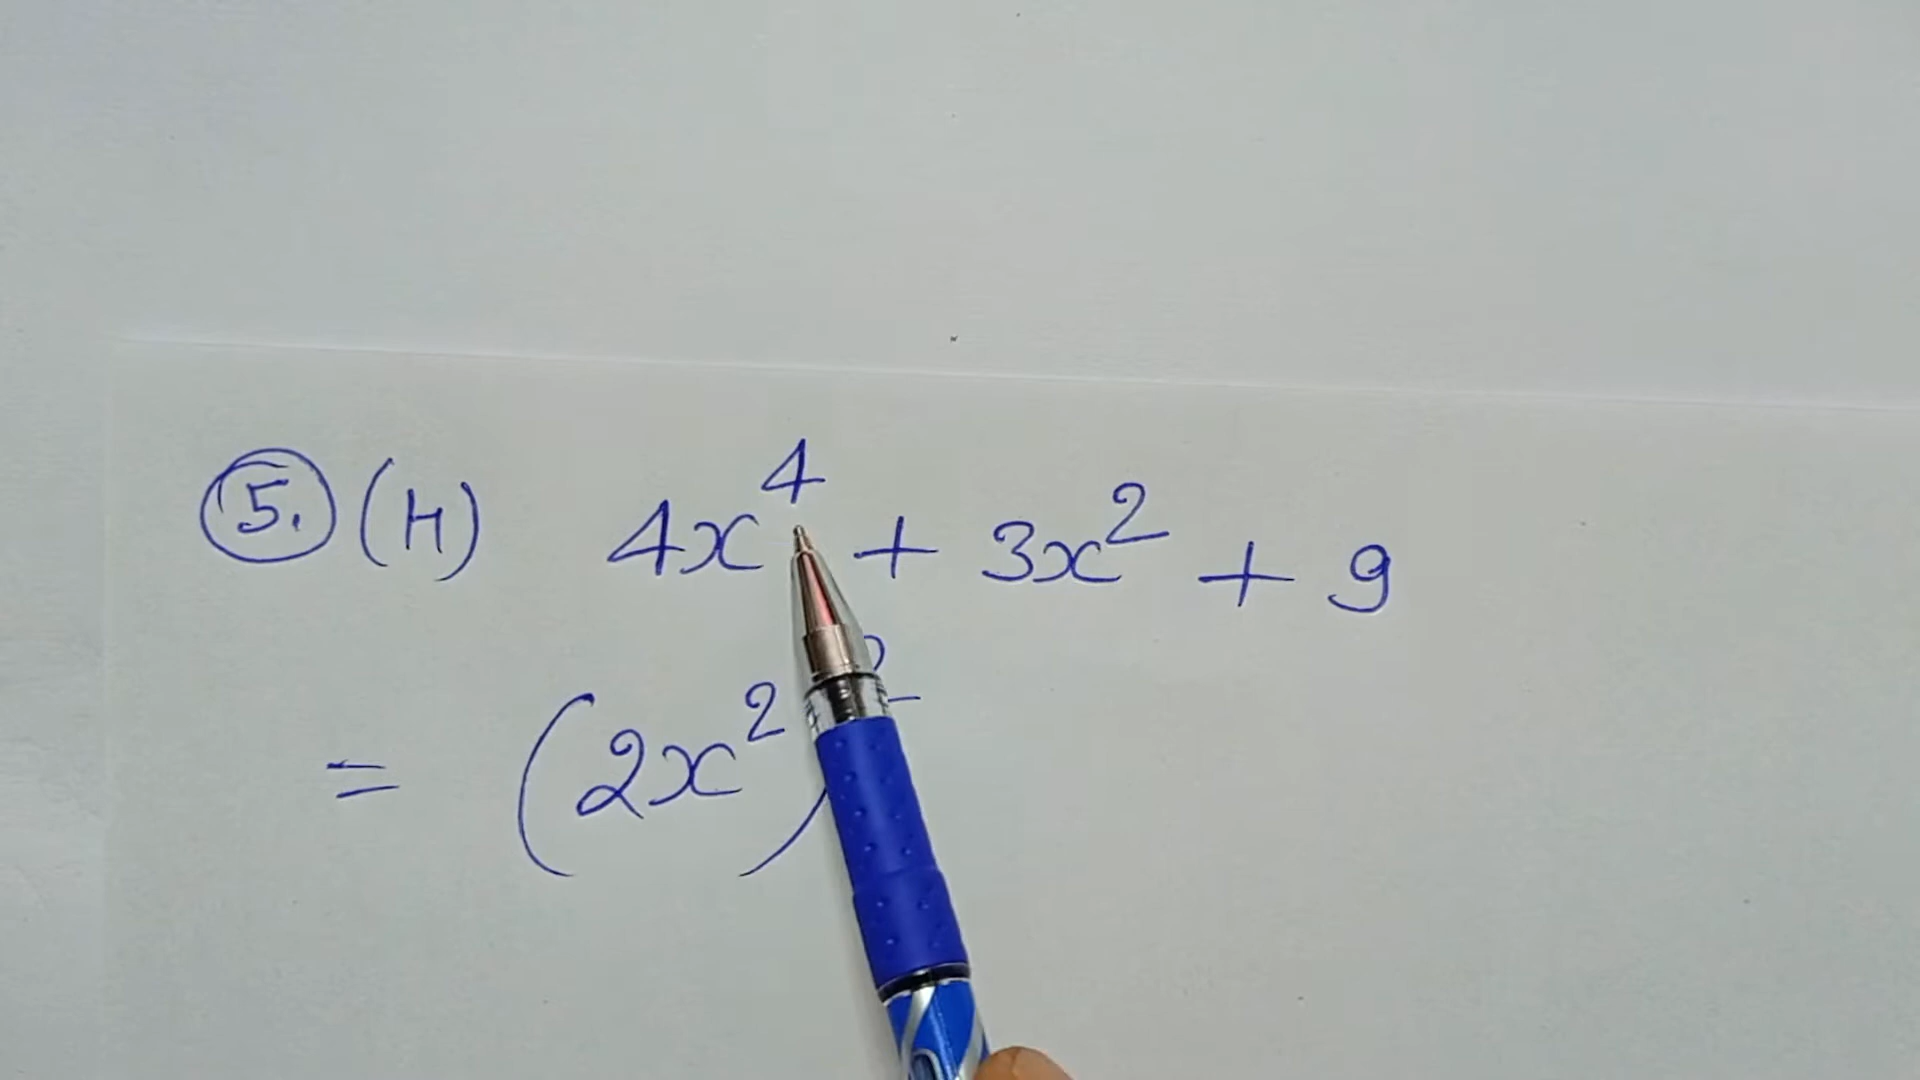 5. (H) 4x⁴ + 3x² + 9
= (2x²)²